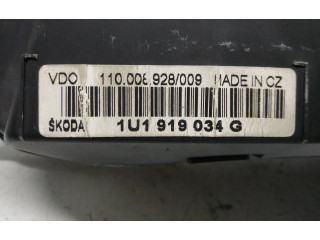 VDO 110.008.928/009 MADE IN CZ
ŠKODA 1U1 919 034 G